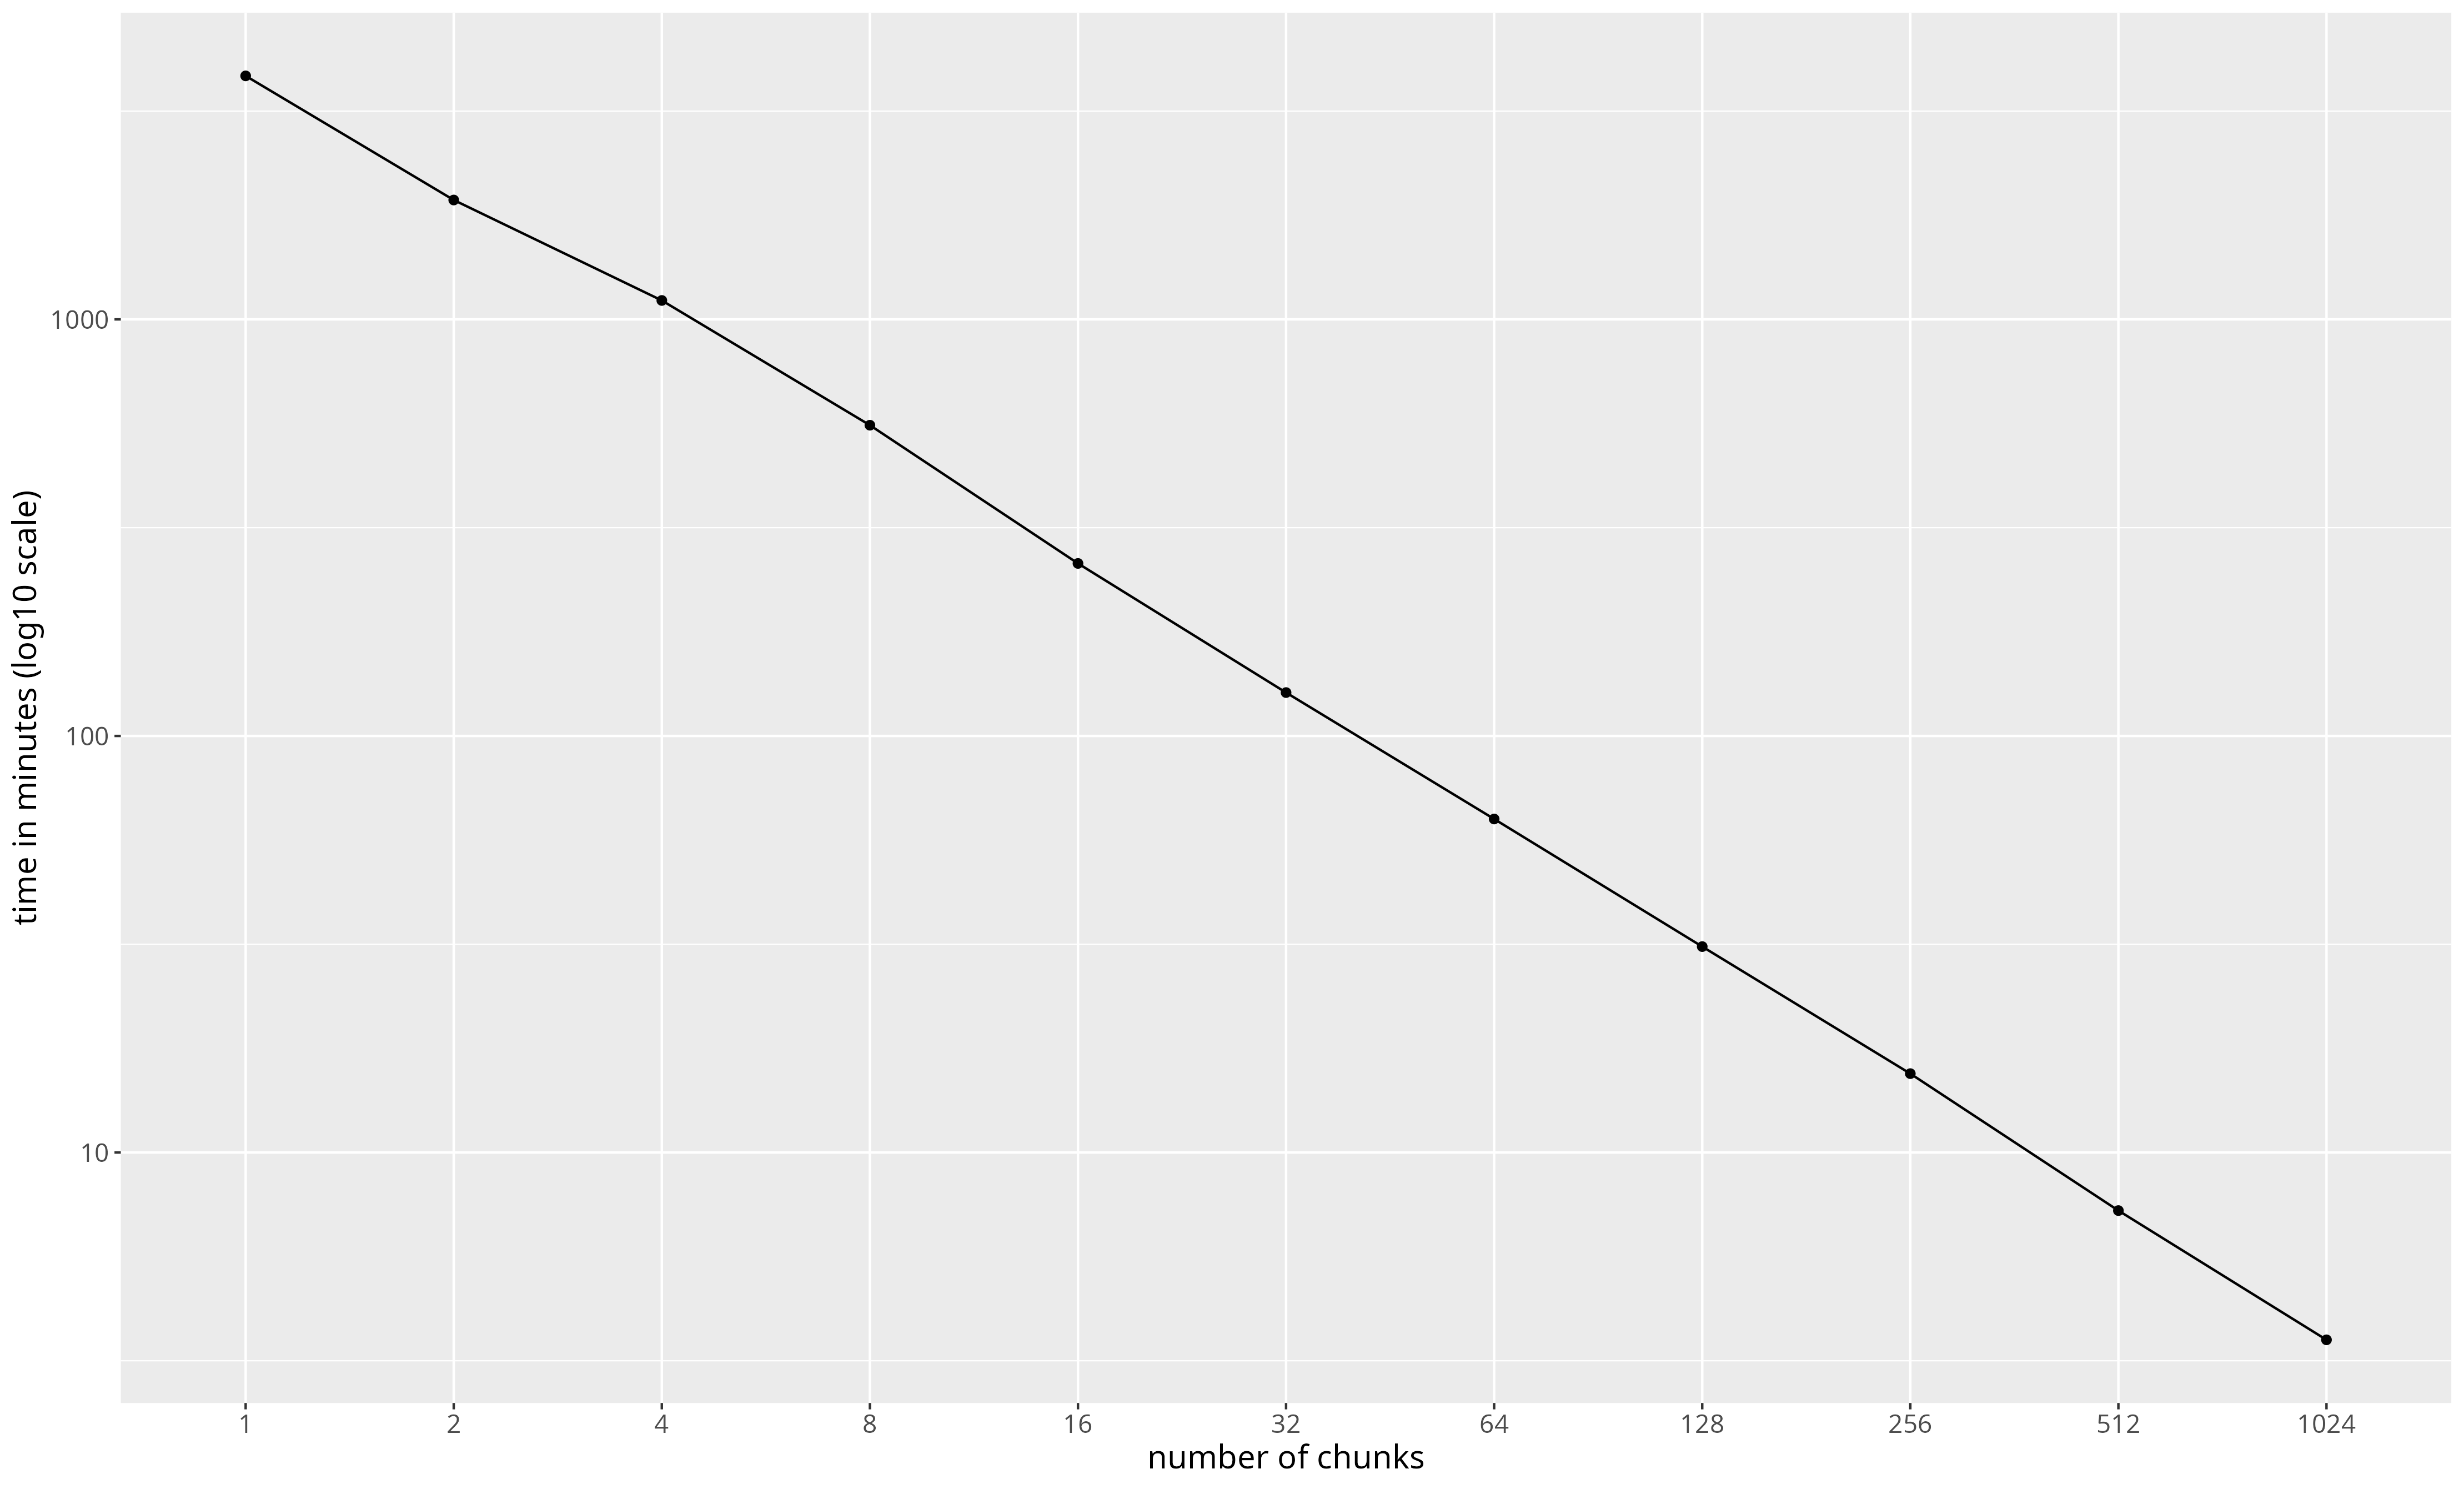 time in minutes (log10 scale)
1000
100
10
1 2 4 8 16 32 64 128 256 512 1024
number of chunks